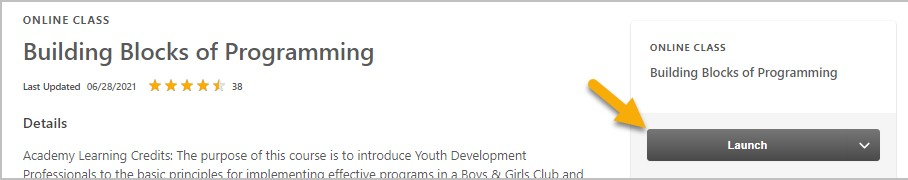 ONLINE CLASS
Building Blocks of Programming
Last Updated 06/28/2021 38
Details
Academy Learning Credits: The purpose of this course is to introduce Youth Development
Professionals to the basic principles for implementing effective programs in a Boys & Girls Club and
ONLINE CLASS
Building Blocks of Programming
Launch